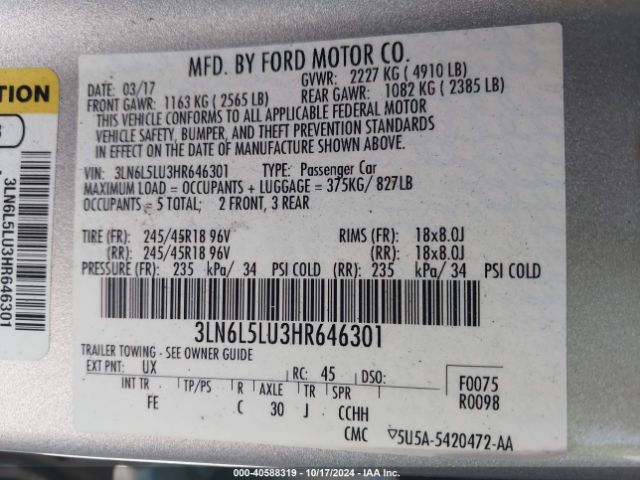 MFD. BY FORD MOTOR CO.
DATE: 03/17
GVWR: 2227 KG ( 4910 LB)
FRONT GAWR: 1163 KG ( 2565 LB)
REAR GAWR: 1082 KG ( 2385 LB)
THIS VEHICLE CONFORMS TO ALL APPLICABLE FEDERAL MOTOR
VEHICLE SAFETY, BUMPER, AND THEFT PREVENTION STANDARDS
IN EFFECT ON THE DATE OF MANUFACTURE SHOWN ABOVE.
VIN: 3LN6L5LU3HR646301 TYPE: Passenger Car
MAXIMUM LOAD = OCCUPANTS + LUGGAGE = 375KG/ 827LB
OCCUPANTS = 5 TOTAL; 2 FRONT, 3 REAR
TIRE (FR): 245/45R18 96V RIMS (FR): 18x8.0J
(RR): 245/45R18 96V (RR): 18x8.0J
PRESSURE (FR): 235 kPa/ 34 PSI COLD (RR): 235 kPa/ 34 PSI COLD
3LN6L5LU3HR646301
TRAILER TOWING - SEE OWNER GUIDE
EXT PNT: UX RC: 45 DSO:
INT TR TP/PS R AXLE TR SPR
FE C 30 J CCHH
F0075
R0098
CMC 5U5A-5420472-AA
TION
3LN6L5LU3HR646301
000-40588319 - 10/17/2024 - IAA Inc.